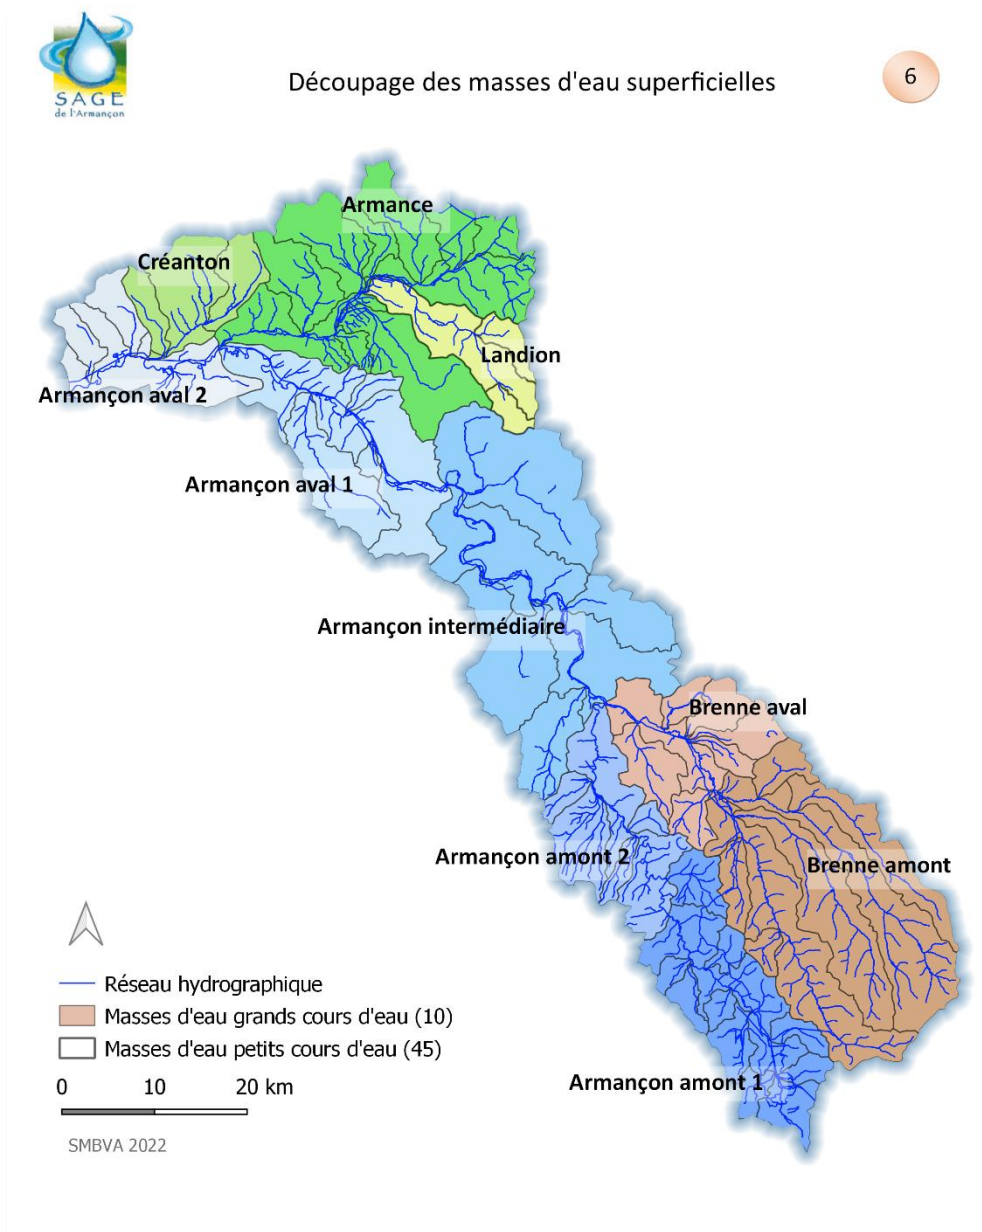 SAGE
de l'Armançon
Découpage des masses d'eau superficielles
6
Armance
Créanton
Landion
Armançon aval 2
Armançon aval 1
Armançon intermédiaire
Brenne aval
Armançon amont 2
Brenne amont
Réseau hydrographique
Masses d'eau grands cours d'eau (10)
Masses d'eau petits cours d'eau (45)
Armançon amont 1
0 10 20 km
SMBVA 2022